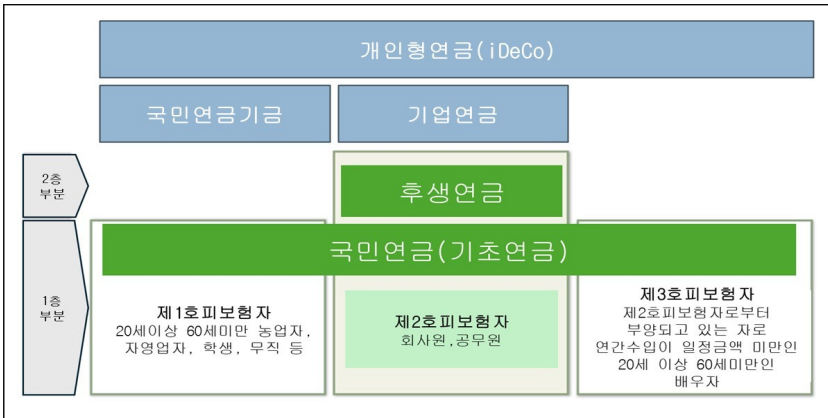 개인형연금(iDeCo)
국민연금기금
기업연금
2층
부분
후생연금
국민연금(기초연금)
1층
부분
제1호피보험자
20세이상 60세미만 농업자,
자영업자, 학생, 무직 등
제2호피보험자
회사원,공무원
제3호피보험자
제2호피보험자로부터
부양되고 있는 자로
연간수입이 일정금액 미만인
20세 이상 60세미만인
배우자